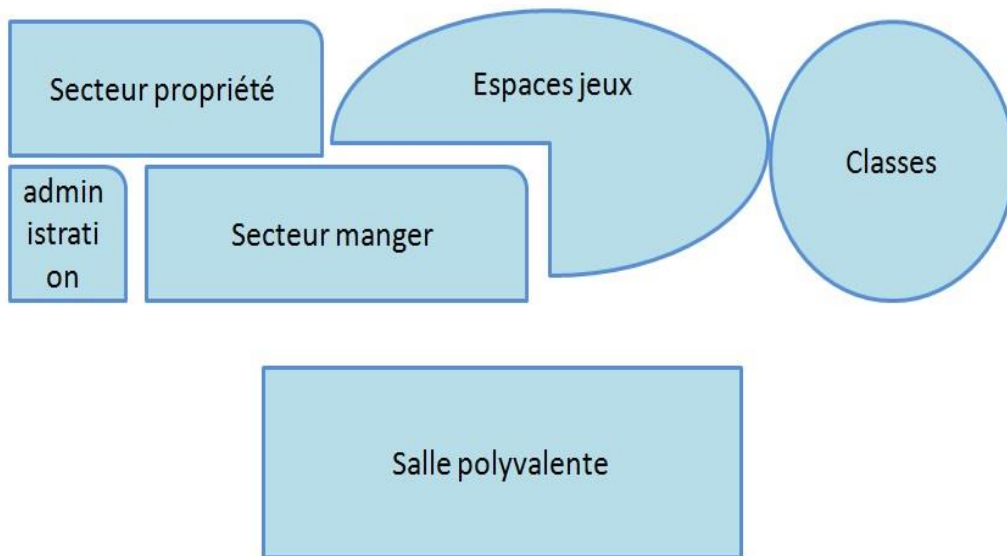 Secteur propriété
Espaces jeux
Classes
admin
istrati
on
Secteur manger
Salle polyvalente